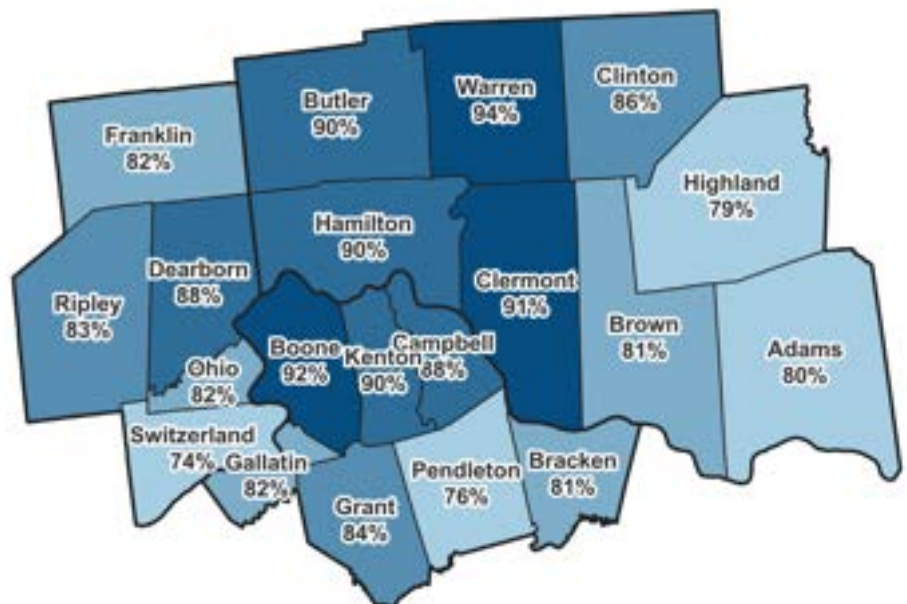 Butler
90%
Warren
94%
Clinton
86%
Franklin
82%
Highland
79%
Hamilton
90%
Dearborn
88%
Clermont
91%
Ripley
83%
Brown
81%
Boone
92%
Kenton
90%
Campbell
88%
Adams
80%
Ohio
82%
Switzerland
74%
Gallatin
82%
Pendleton
76%
Bracken
81%
Grant
84%